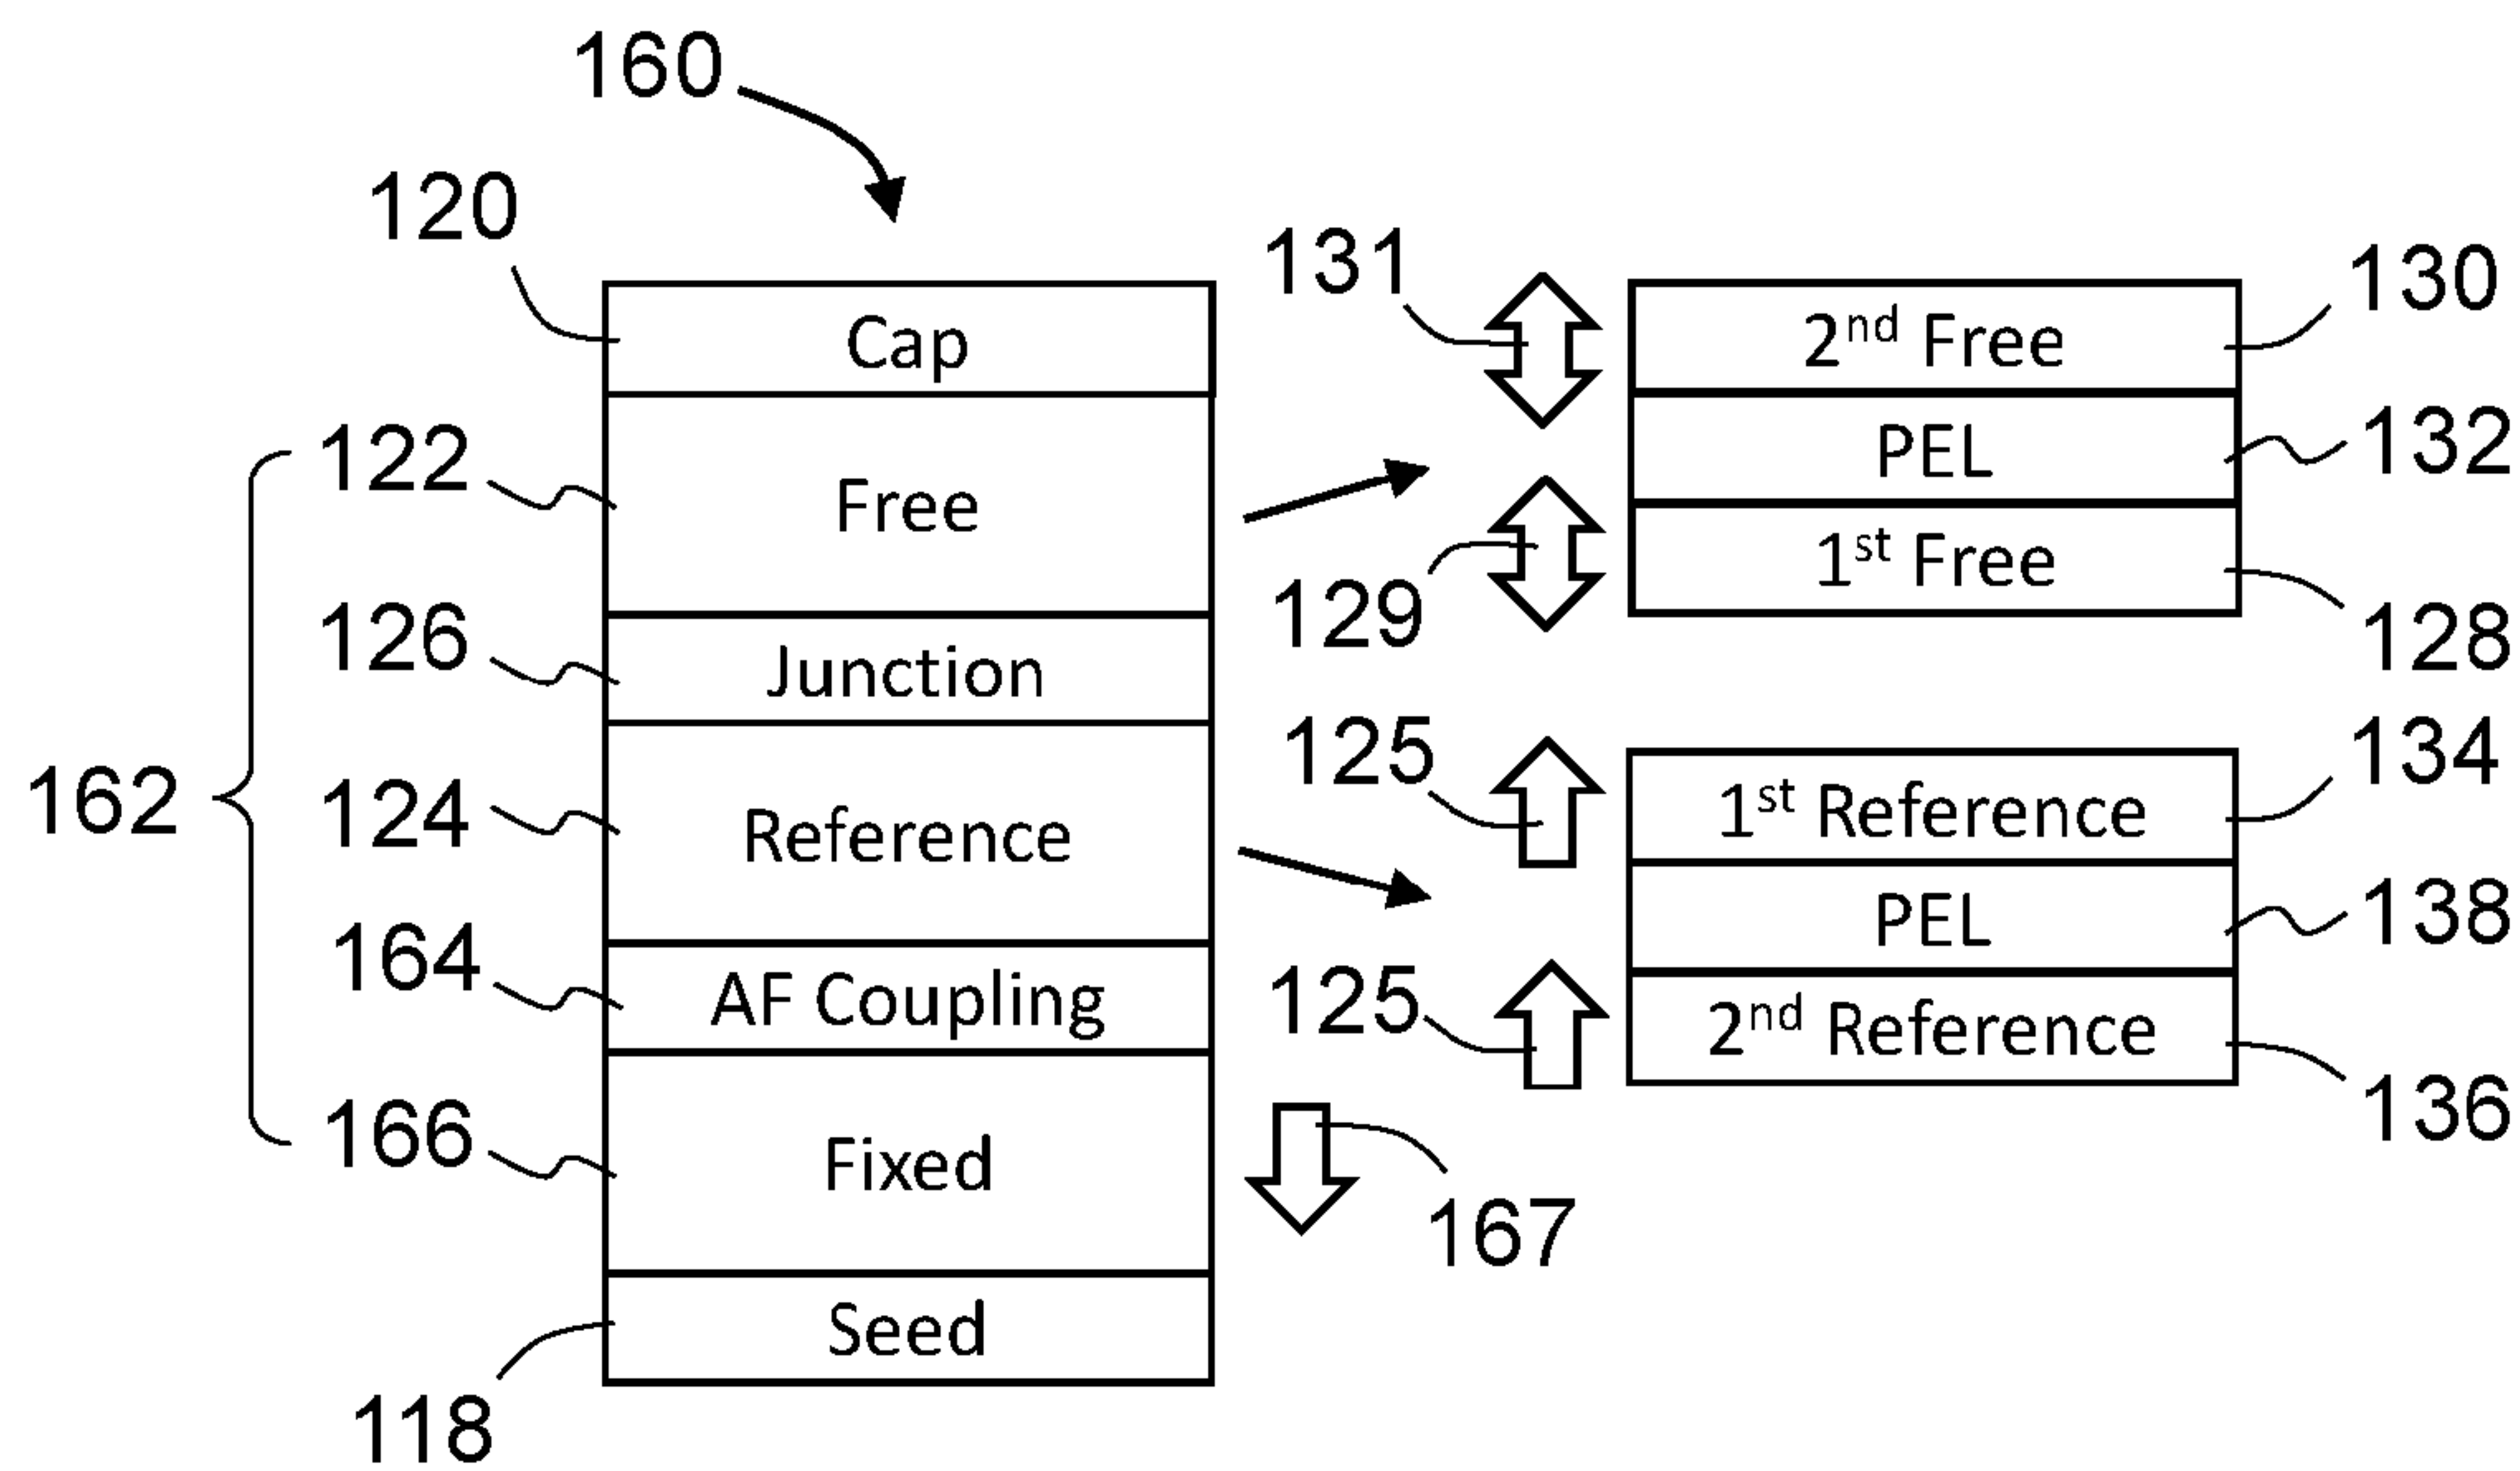 160
120
Cap
131
2nd Free
130
122
Free
PEL
132
129
1st Free
128
126
Junction
162
124
Reference
125
1st Reference
134
PEL
138
164
AF Coupling
125
2nd Reference
136
166
Fixed
167
Seed
118